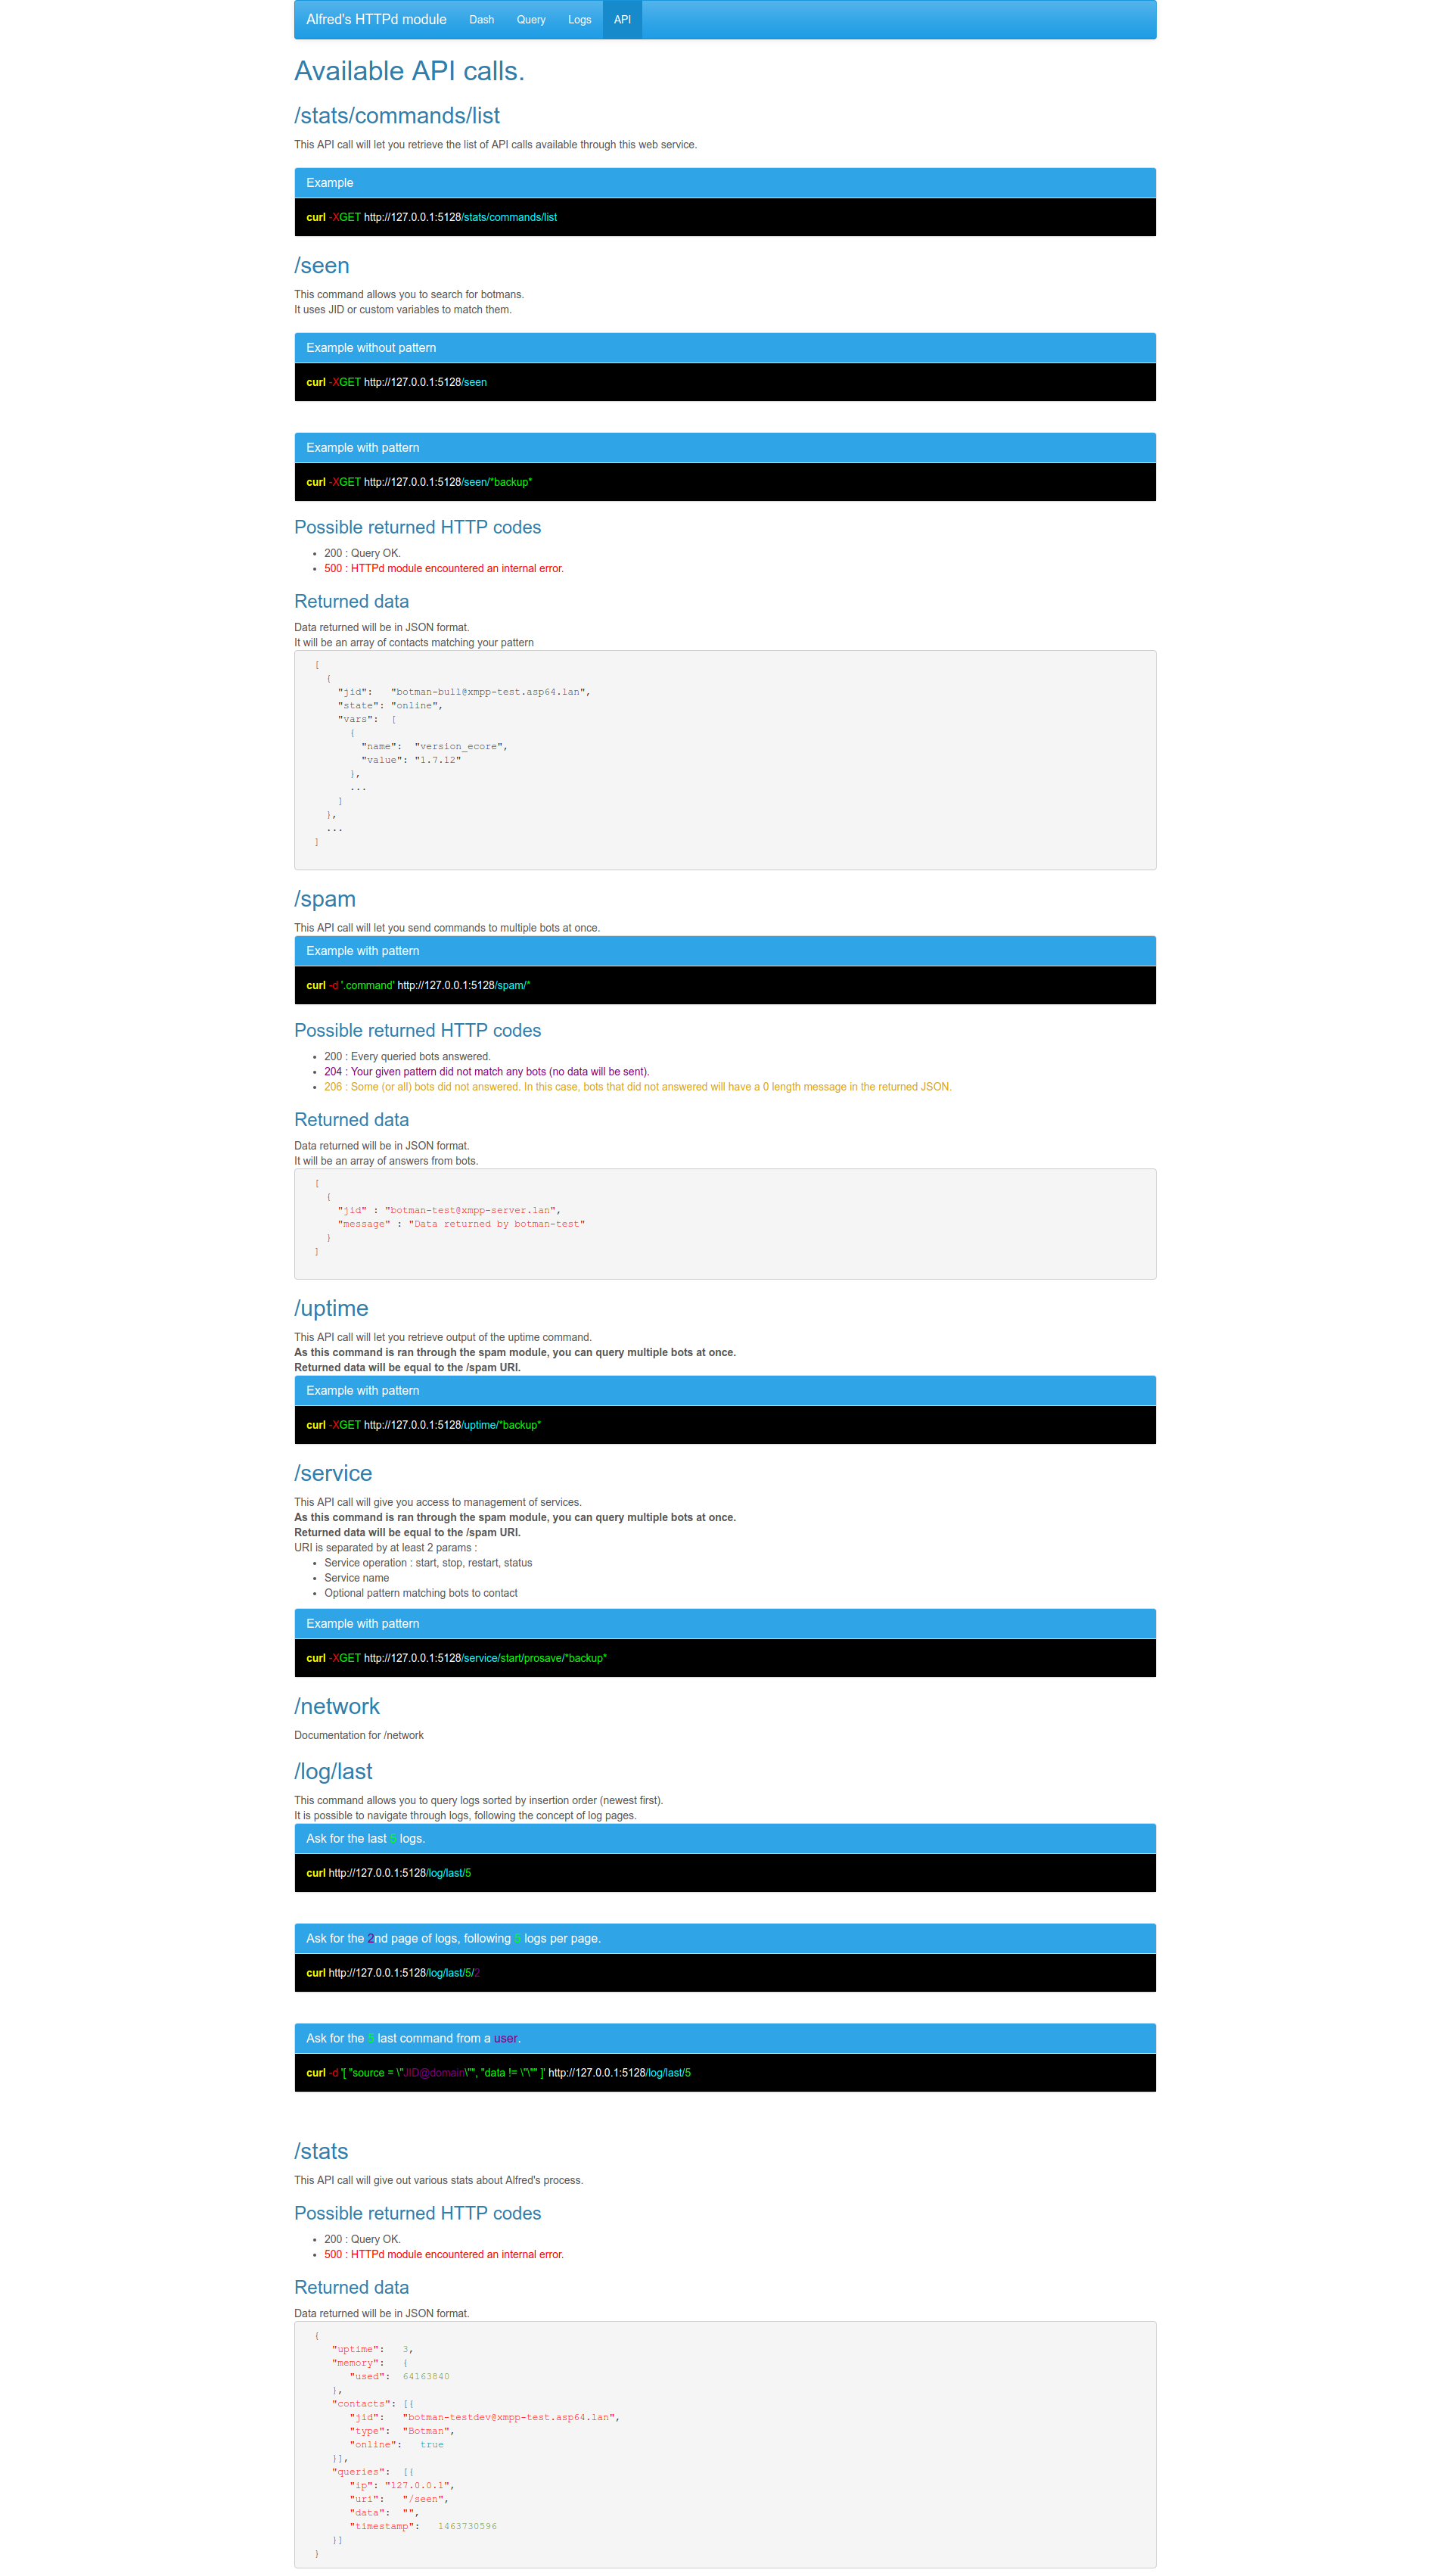 Alfred's HTTPd module Dash Query Logs API
Available API calls.
/stats/commands/list
This API call will let you retrieve the list of API calls available through this web service.
Example
curl -XGET http://127.0.0.1:5128/stats/commands/list
/seen
This command allows you to search for botmans.
It uses JID or custom variables to match them.
Example without pattern
curl -XGET http://127.0.0.1:5128/seen
Example with pattern
curl -XGET http://127.0.0.1:5128/seen/*backup*
Possible returned HTTP codes
• 200 : Query OK.
• 500 : HTTPd module encountered an internal error.
Returned data
Data returned will be in JSON format.
It will be an array of contacts matching your pattern
[
{
"jid": "botman-bull@xmpp-test.asp64.lan",
"state": "online",
"vars": [
{
"name": "version_ecore",
"value": "1.7.12"
},
...
]
},
...
]
/spam
This API call will let you send commands to multiple bots at once.
Example with pattern
curl -d '.command' http://127.0.0.1:5128/spam/*
Possible returned HTTP codes
• 200 : Every queried bots answered.
• 204 : Your given pattern did not match any bots (no data will be sent).
• 206 : Some (or all) bots did not answered. In this case, bots that did not answered will have a 0 length message in the returned JSON.
Returned data
Data returned will be in JSON format.
It will be an array of answers from bots.
[
{
"jid" : "botman-test@xmpp-server.lan",
"message" : "Data returned by botman-test"
}
]
/uptime
This API call will let you retrieve output of the uptime command.
As this command is ran through the spam module, you can query multiple bots at once.
Returned data will be equal to the /spam URI.
Example with pattern
curl -XGET http://127.0.0.1:5128/uptime/*backup*
/service
This API call will give you access to management of services.
As this command is ran through the spam module, you can query multiple bots at once.
Returned data will be equal to the /spam URI.
URI is separated by at least 2 params :
• Service operation : start, stop, restart, status
• Service name
• Optional pattern matching bots to contact
Example with pattern
curl -XGET http://127.0.0.1:5128/service/start/prosave/*backup*
/network
Documentation for /network
/log/last
This command allows you to query logs sorted by insertion order (newest first).
It is possible to navigate through logs, following the concept of log pages.
Ask for the last 5 logs.
curl http://127.0.0.1:5128/log/last/5
Ask for the 2nd page of logs, following 5 logs per page.
curl http://127.0.0.1:5128/log/last/5/2
Ask for the 5 last command from a user.
curl -d '[ "source = \"JID@domain\"", "data != \"\"" ]' http://127.0.0.1:5128/log/last/5
/stats
This API call will give out various stats about Alfred's process.
Possible returned HTTP codes
• 200 : Query OK.
• 500 : HTTPd module encountered an internal error.
Returned data
Data returned will be in JSON format.
{
"uptime": 3,
"memory": {
"used": 64163840
},
"contacts": [{
"jid": "botman-testdev@xmpp-test.asp64.lan",
"type": "Botman",
"online": true
}],
"queries": [{
"ip": "127.0.0.1",
"uri": "/seen",
"data": "",
"timestamp": 1463730596
}]
}